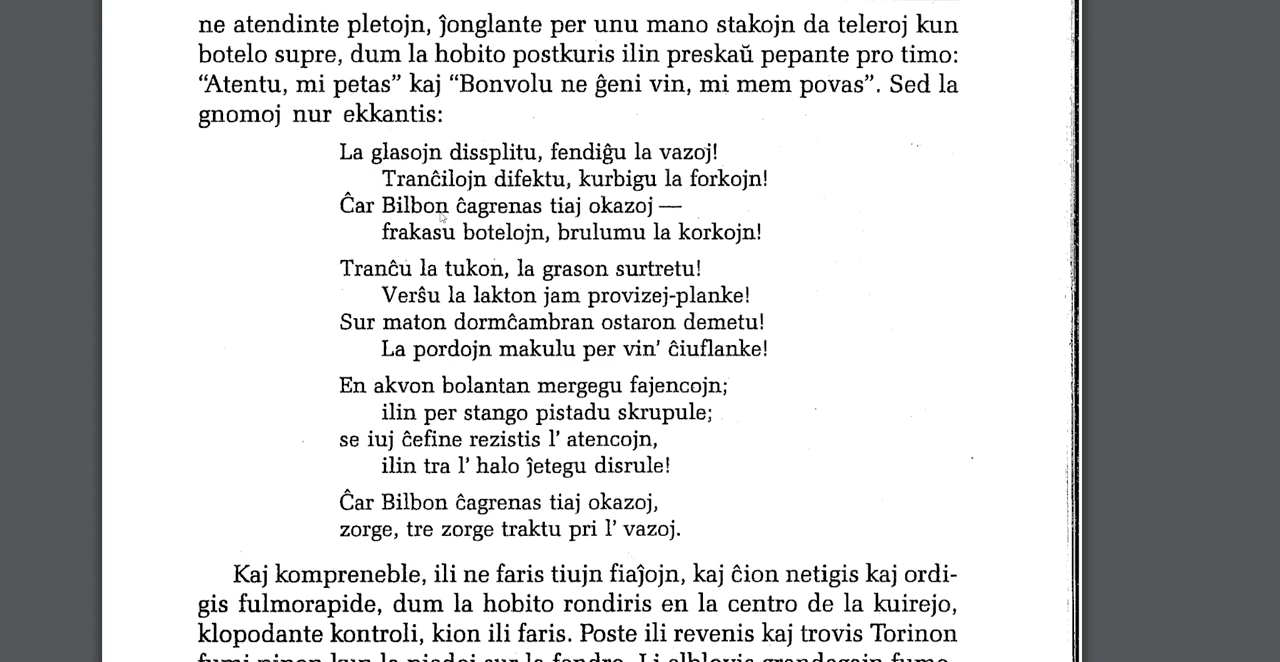 ne atendinte pletojn, ĵonglante per unu mano stakojn da teleroj kun
botelo supre, dum la hobito postkuris ilin preskaŭ pepante pro timo:
“Atentu, mi petas” kaj “Bonvolu ne ĝeni vin, mi mem povas”. Sed la
gnomoj nur ekkantis:
La glasojn dissplitu, fendiĝu la vazoj!
Tranĉilojn difektu, kurbigu la forkojn!
Ĉar Bilbon ĉagrenas tiaj okazoj —
frakasu botelojn, brulumu la korkojn!
Tranĉu la tukon, la grason surtretu!
Verŝu la lakton jam provizej-planke!
Sur maton dormĉambran ostaron demetu!
La pordojn makulu per vin’ ĉiuflanke!
En akvon bolantan mergegu fajencojn;
ilin per stango pistadu skrupule;
se iuj ĉefine rezistis l’ atencojn,
ilin tra l’ halo ĵetegu disrule!
Ĉar Bilbon ĉagrenas tiaj okazoj,
zorge, tre zorge traktu pri l’ vazoj.
Kaj kompreneble, ili ne faris tiujn fiaĵojn, kaj ĉion netigis kaj ordi-
gis fulmorapide, dum la hobito rondiris en la centro de la kuirejo,
klopodante kontroli, kion ili faris. Poste ili revenis kaj trovis Torinon